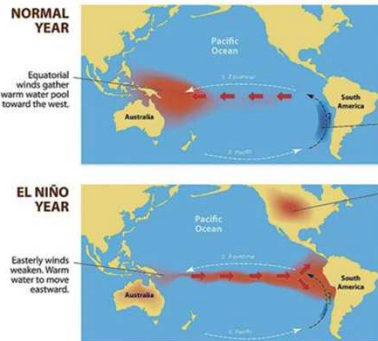 NORMAL
YEAR
Pacific
Ocean
Equatorial
winds gather
warm water pool
toward the west.
Australia
South
America
EL NIÑO
YEAR
Pacific
Ocean
Easterly winds
weaken. Warm
water to move
eastward.
Australia
South
America